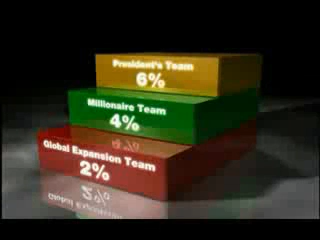 President's Team
6%
Millionaire Team
4%
Global Expansion Team
2%